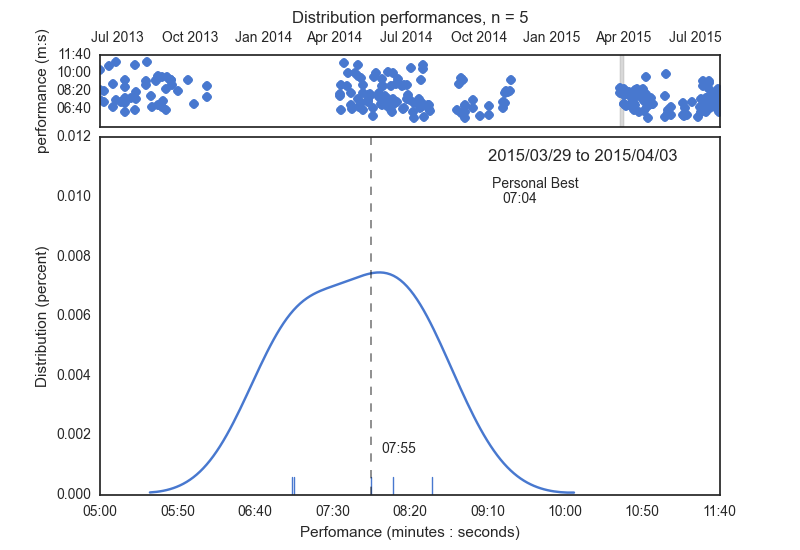 Distribution performances, n = 5
Jul 2013 Oct 2013 Jan 2014 Apr 2014 Jul 2014 Oct 2014 Jan 2015 Apr 2015 Jul 2015
performance (m:s)
11:40
10:00
08:20
06:40
0.012
0.010
0.008
0.006
0.004
0.002
0.000
Distribution (percent)
2015/03/29 to 2015/04/03
Personal Best
07:04
07:55
05:00 05:50 06:40 07:30 08:20 09:10 10:00 10:50 11:40
Perfomance (minutes : seconds)